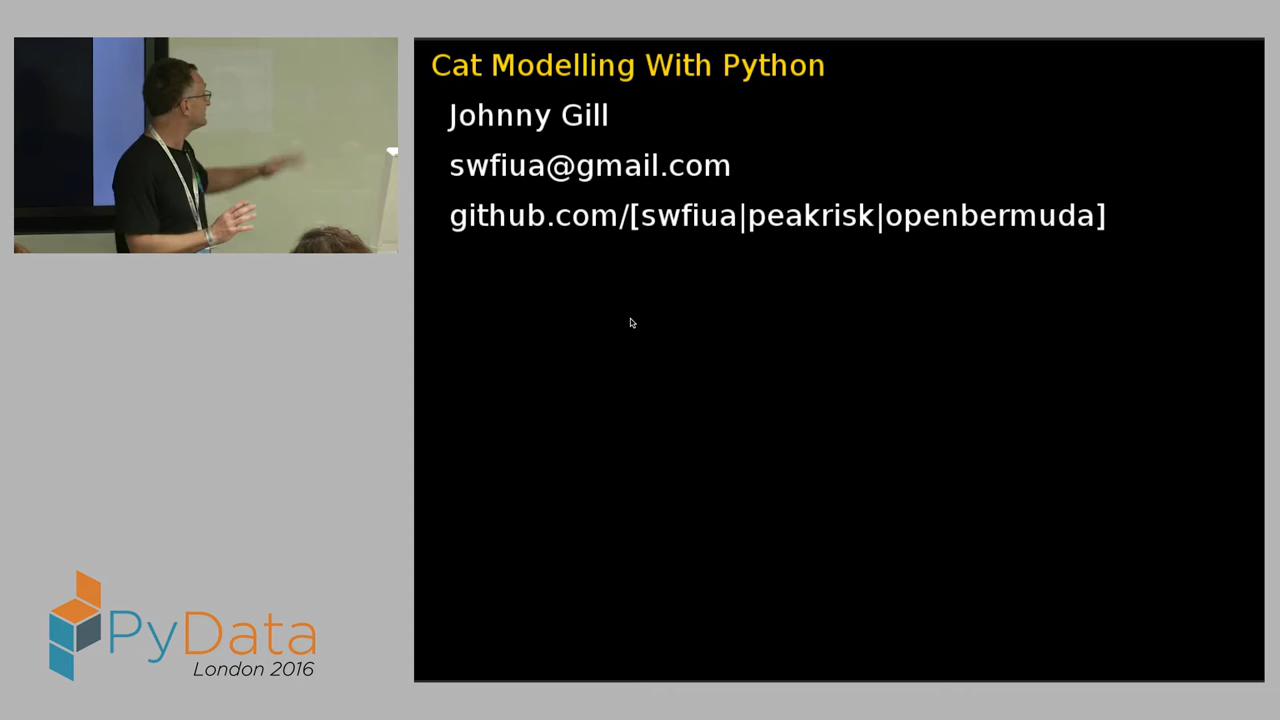 Cat Modelling With Python
Johnny Gill
swfiua@gmail.com
github.com/[swfiua|peakrisk|openbermuda]
PyData
London 2016